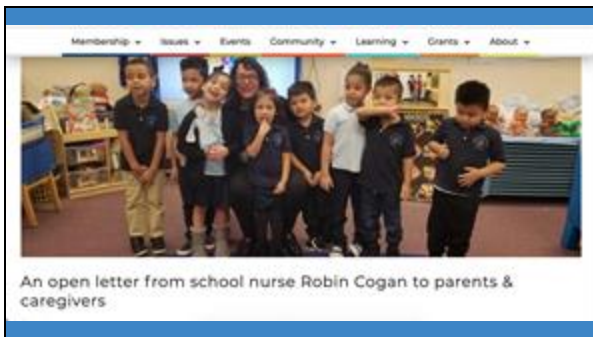 Membership Issues Events Community Learning Grants About
An open letter from school nurse Robin Cogan to parents &
caregivers